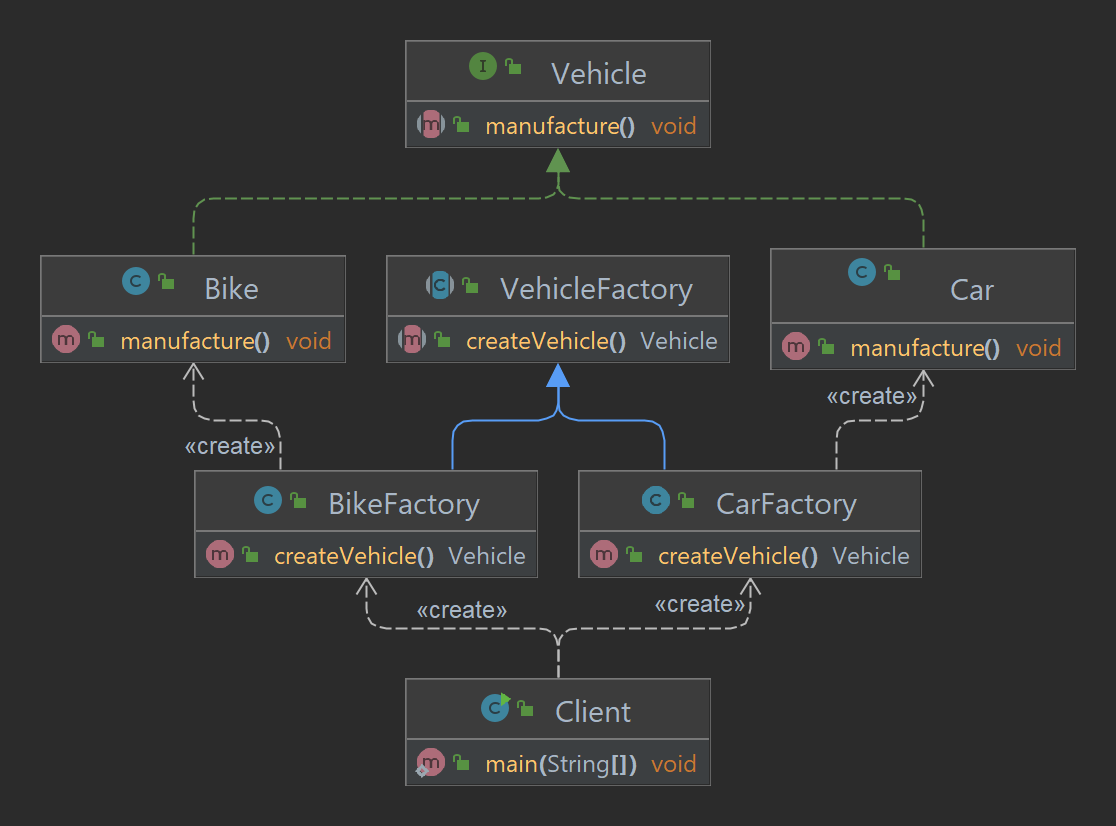 Vehicle
manufacture() void
Bike
manufacture() void
VehicleFactory
createVehicle() Vehicle
Car
manufacture() void
«create»
«create»
BikeFactory
createVehicle() Vehicle
CarFactory
createVehicle() Vehicle
«create»
«create»
Client
main(String[]) void